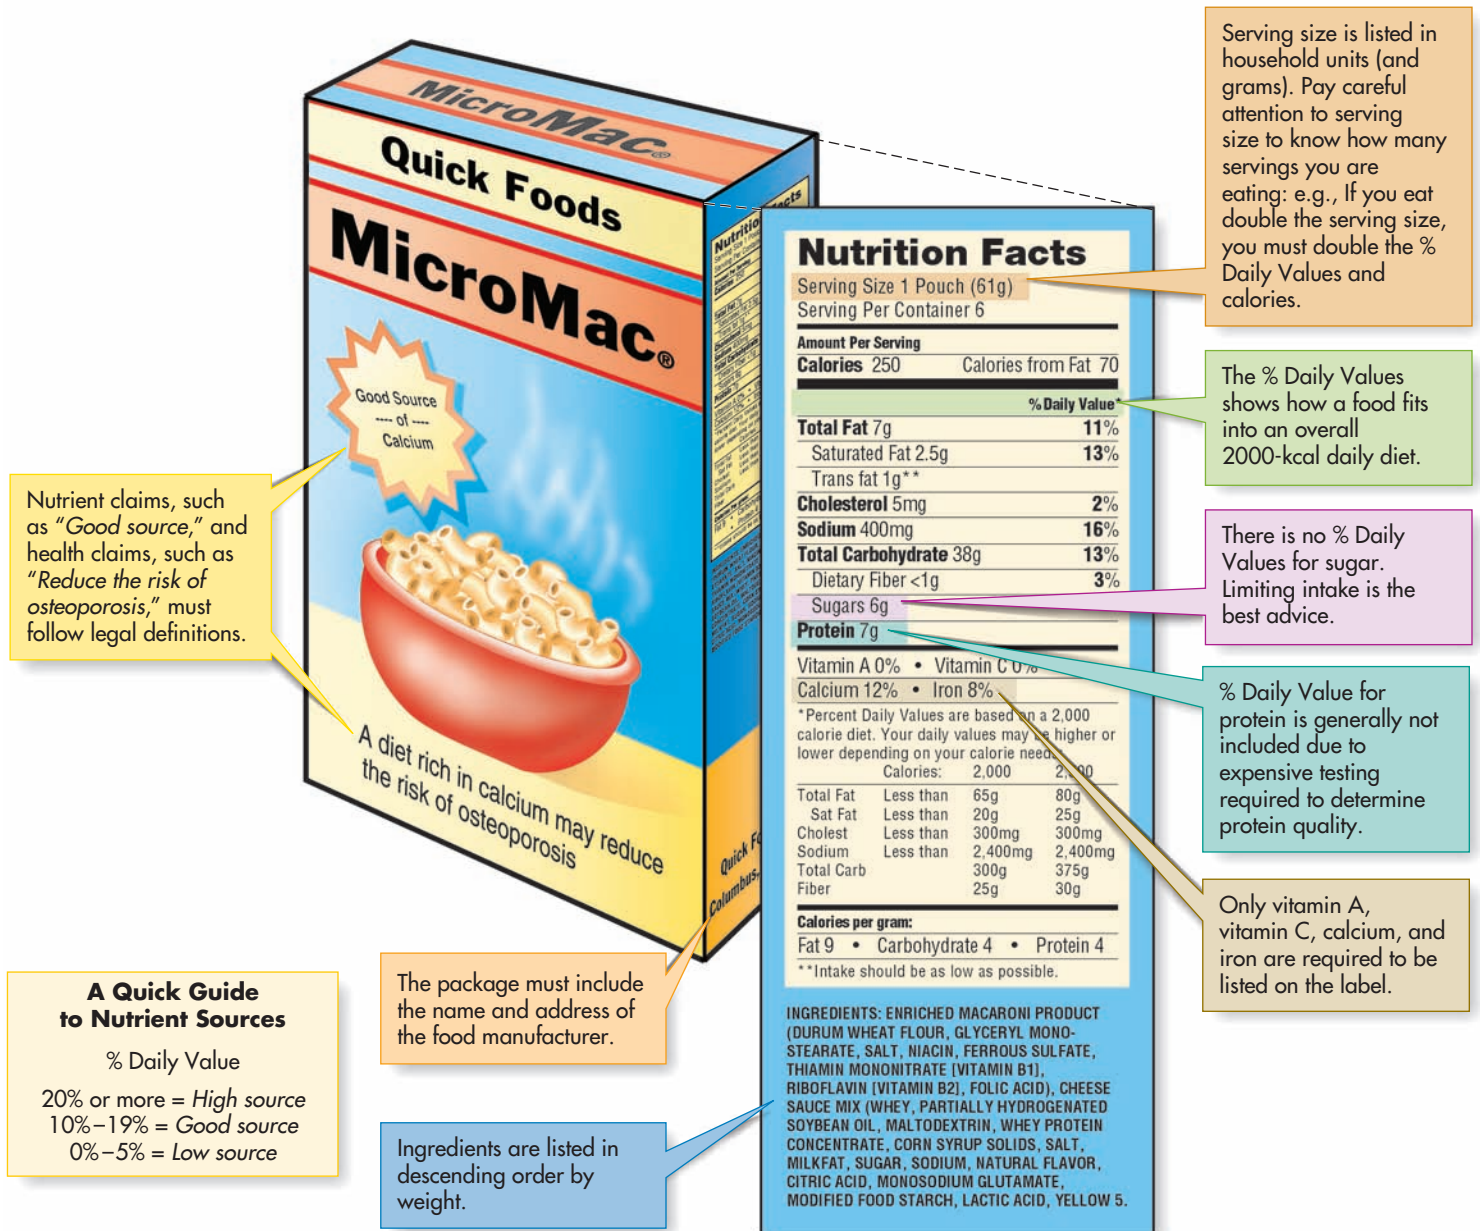 MicroMac®
Quick Foods
MicroMac®
Good Source
---- of ----
Calcium
A diet rich in calcium may reduce
the risk of osteoporosis
Columbus,
Nutrition Facts
Serving Size 1 Pouch (61g)
Serving Per Container 6
Amount Per Serving
Calories 250 Calories from Fat 70
% Daily Value*
Total Fat 7g 11%
Saturated Fat 2.5g 13%
Trans fat 1g**
Cholesterol 5mg 2%
Sodium 400mg 16%
Total Carbohydrate 38g 13%
Dietary Fiber <1g 3%
Sugars 6g
Protein 7g
Vitamin A 0% • Vitamin C 0%
Calcium 12% • Iron 8%
*Percent Daily Values are based on a 2,000
calorie diet. Your daily values may be higher or
lower depending on your calorie needs.
Calories: 2,000
Total Fat Less than 65g 80g
Sat Fat Less than 20g 25g
Cholest Less than 300mg 300mg
Sodium Less than 2,400mg 2,400mg
Total Carb 300g 375g
Fiber 25g 30g
Calories per gram:
Fat 9 • Carbohydrate 4 • Protein 4
**Intake should be as low as possible.
INGREDIENTS: ENRICHED MACARONI PRODUCT
(DURUM WHEAT FLOUR, GLYCERYL MONO-
STEARATE, SALT, NIACIN, FERROUS SULFATE,
THIAMIN MONONITRATE [VITAMIN B1],
RIBOFLAVIN [VITAMIN B2], FOLIC ACID), CHEESE
SAUCE MIX (WHEY, PARTIALLY HYDROGENATED
SOYBEAN OIL, MALTODEXTRIN, WHEY PROTEIN
CONCENTRATE, CORN SYRUP SOLIDS, SALT,
MILKFAT, SUGAR, SODIUM, NATURAL FLAVOR,
CITRIC ACID, MONOSODIUM GLUTAMATE,
MODIFIED FOOD STARCH, LACTIC ACID, YELLOW 5.
Serving size is listed in
household units (and
grams). Pay careful
attention to serving
size to know how many
servings you are
eating: e.g., If you eat
double the serving size,
you must double the %
Daily Values and
calories.
The % Daily Values
shows how a food fits
into an overall
2000-kcal daily diet.
There is no % Daily
Values for sugar.
Limiting intake is the
best advice.
% Daily Value for
protein is generally not
included due to
expensive testing
required to determine
protein quality.
Only vitamin A,
vitamin C, calcium, and
iron are required to be
listed on the label.
Nutrient claims, such
as "Good source," and
health claims, such as
"Reduce the risk of
osteoporosis," must
follow legal definitions.
A Quick Guide
to Nutrient Sources
% Daily Value
20% or more = High source
10%–19% = Good source
0%–5% = Low source
The package must include
the name and address of
the food manufacturer.
Ingredients are listed in
descending order by
weight.